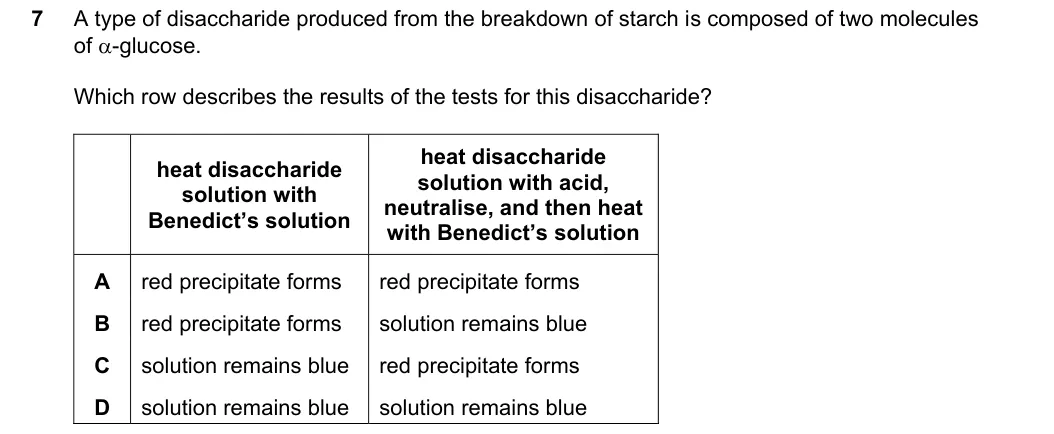 7 A type of disaccharide produced from the breakdown of starch is composed of two molecules
of α-glucose.
Which row describes the results of the tests for this disaccharide?
heat disaccharide
solution with
Benedict’s solution
heat disaccharide
solution with acid,
neutralise, and then heat
with Benedict’s solution
A red precipitate forms red precipitate forms
B red precipitate forms solution remains blue
C solution remains blue red precipitate forms
D solution remains blue solution remains blue